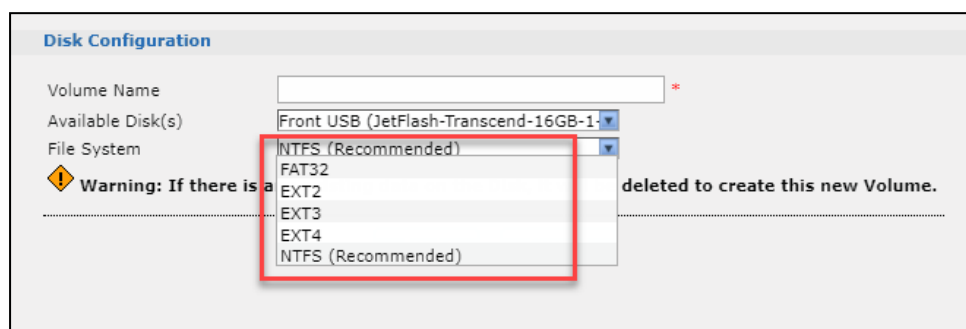 Disk Configuration
Volume Name *
Available Disk(s) Front USB (JetFlash-Transcend-16GB-1-
File System NTFS (Recommended)
FAT32
Warning: If there is a deleted to create this new Volume.
EXT2
EXT3
EXT4
NTFS (Recommended)